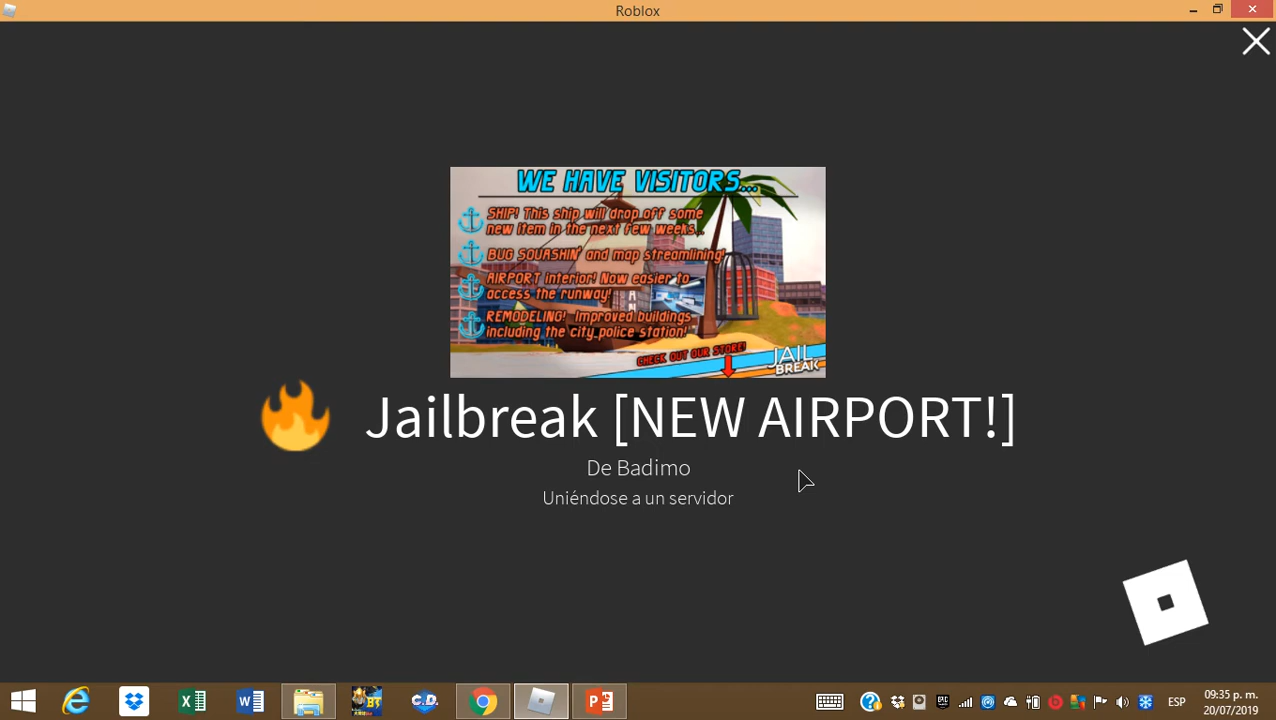 Roblox
WE HAVE VISITORS...
SHIP! This ship will drop off some
new item in the next few weeks...
BUG SQUASHIN' and map streamlining!
AIRPORT interior! Now easier to
access the runway!
REMODELING! Improved buildings
including the city police station!
CHECK OUT OUR STORE!
JAIL
BREAK
Jailbreak [NEW AIRPORT!]
De Badimo
Uniéndose a un servidor
C.D.
ESP
09:35 p. m.
20/07/2019